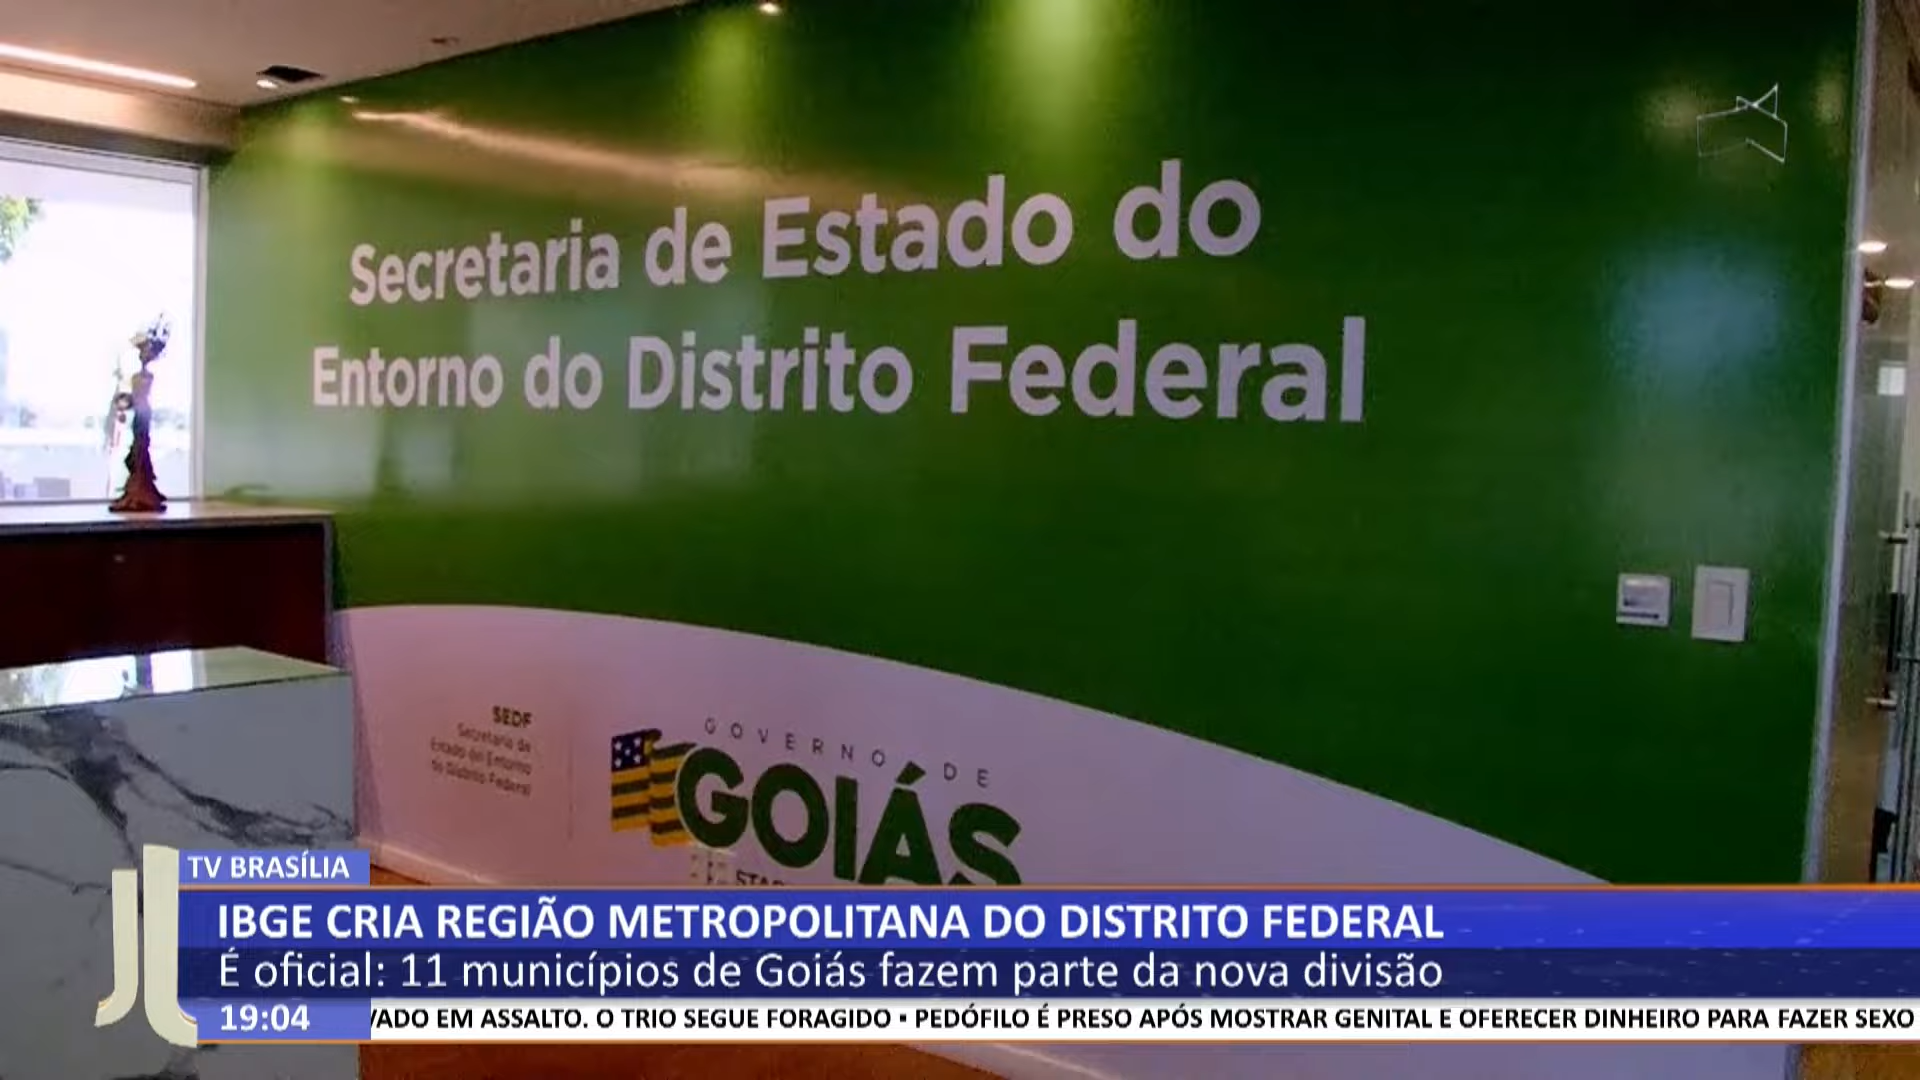 Secretaria de Estado do
Entorno do Distrito Federal
SEDF
Secretaria de
Estado do Entorno
do Distrito Federal
GOVERNO DE
GOIÁS
TV BRASÍLIA
IBGE CRIA REGIÃO METROPOLITANA DO DISTRITO FEDERAL
É oficial: 11 municípios de Goiás fazem parte da nova divisão
19:04
VADO EM ASSALTO. O TRIO SEGUE FORAGIDO ▪ PEDÓFILO É PRESO APÓS MOSTRAR GENITAL E OFERECER DINHEIRO PARA FAZER SEXO